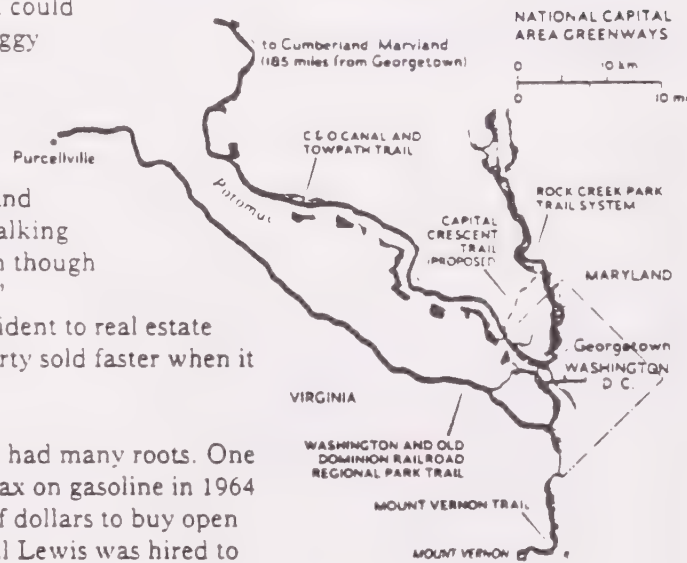 could
ggy
nd
alking
n though
ident to real estate
rty sold faster when it
had many roots. One
ax on gasoline in 1964
f dollars to buy open
l Lewis was hired to
NATIONAL CAPITAL
AREA GREENWAYS
0 10 km
0 10 mi
to Cumberland Maryland
(185 miles from Georgetown)
C & O CANAL AND
TOWPATH TRAIL
Purcellville
Potomac
ROCK CREEK PARK
TRAIL SYSTEM
CAPITAL
CRESCENT
TRAIL
(PROPOSED
MARYLAND
Georgetown
WASHINGTON
D C.
VIRGINIA
WASHINGTON AND OLD
DOMINION RAILROAD
REGIONAL PARK TRAIL
MOUNT VERNON TRAIL
MOUNT VERNON